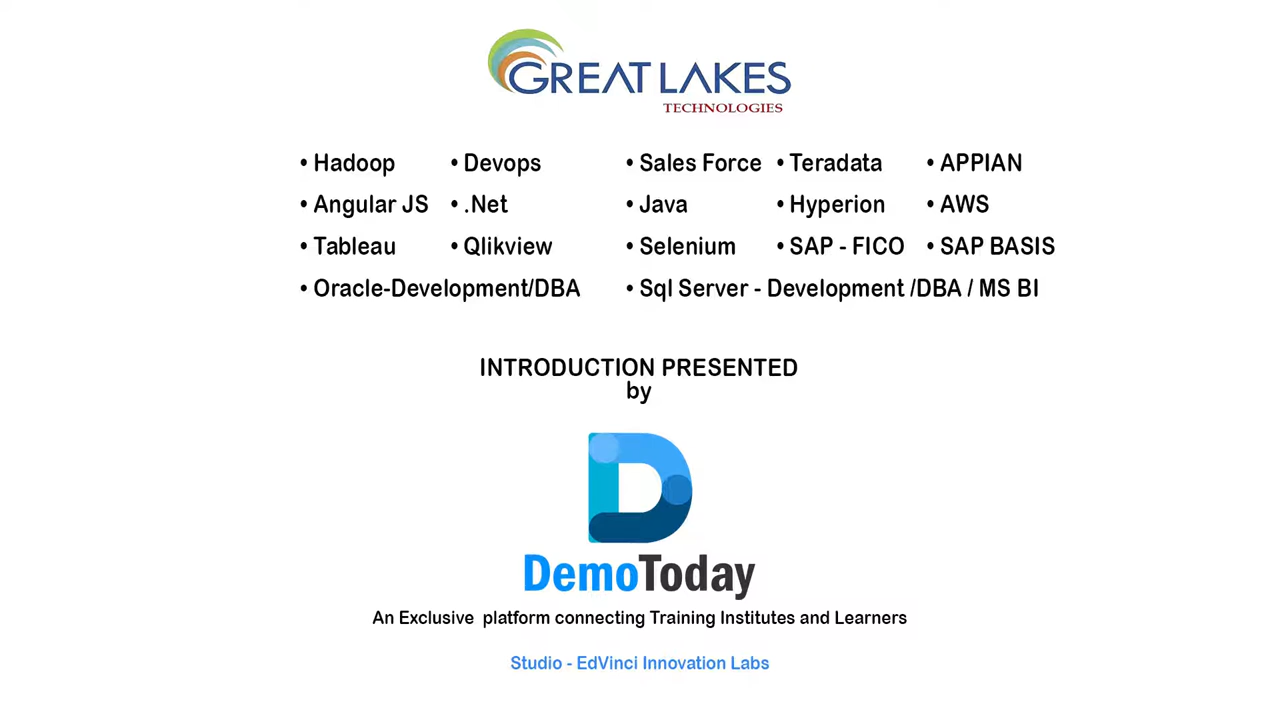 GREAT LAKES
TECHNOLOGIES
• Hadoop • Devops • Sales Force • Teradata • APPIAN
• Angular JS • .Net • Java • Hyperion • AWS
• Tableau • Qlikview • Selenium • SAP - FICO • SAP BASIS
• Oracle-Development/DBA • Sql Server - Development /DBA / MS BI
INTRODUCTION PRESENTED
by
DemoToday
An Exclusive platform connecting Training Institutes and Learners
Studio - EdVinci Innovation Labs